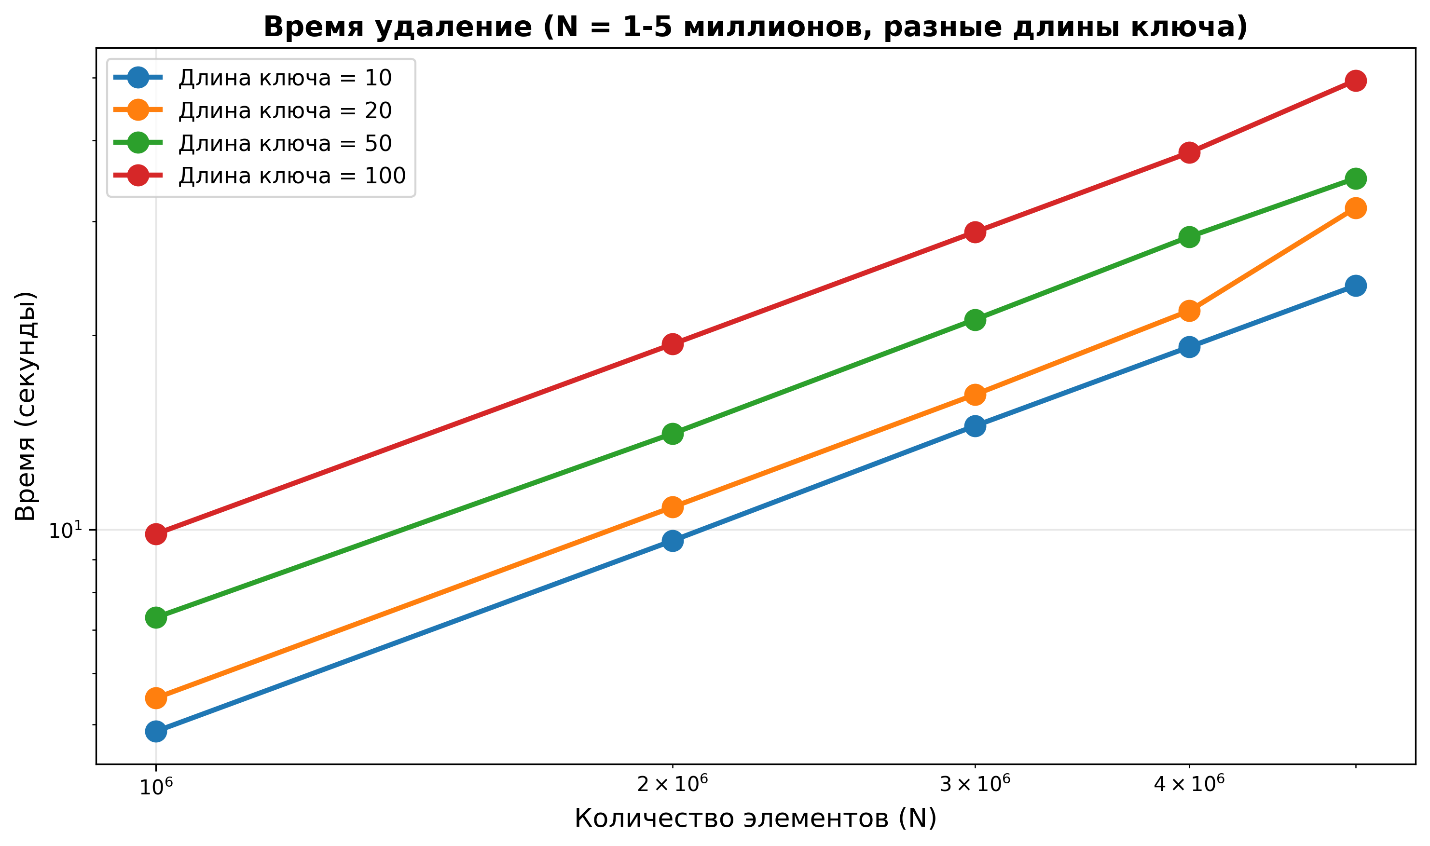 Время удаление (N = 1-5 миллионов, разные длины ключа)
Длина ключа = 10
Длина ключа = 20
Длина ключа = 50
Длина ключа = 100
Время (секунды)
10¹
10⁶
2 × 10⁶
3 × 10⁶
4 × 10⁶
Количество элементов (N)